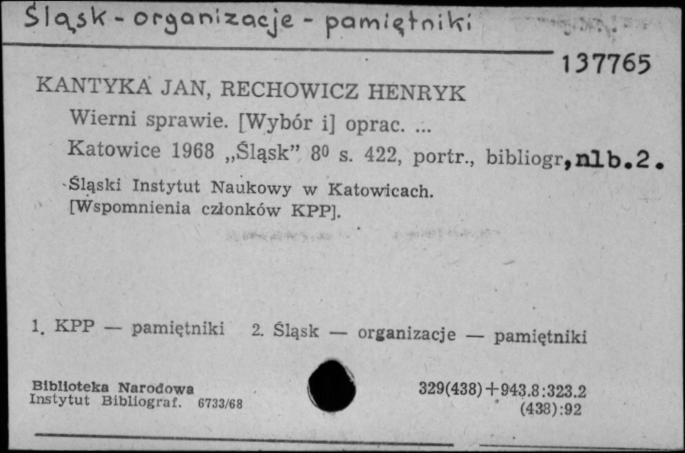 Śląsk - organizacje - pamiętniki
137765
KANTYKA JAN, RECHOWICZ HENRYK
Wierni sprawie. [Wybór i] oprac. ...
Katowice 1968 „Śląsk” 8⁰ s. 422, portr., bibliogr, nlb.2.
Śląski Instytut Naukowy w Katowicach.
[Wspomnienia członków KPP].
1. KPP — pamiętniki 2. Śląsk — organizacje — pamiętniki
Biblioteka Narodowa 329(438)+943.8:323.2
Instytut Bibliograf. 6733/68 (438):92